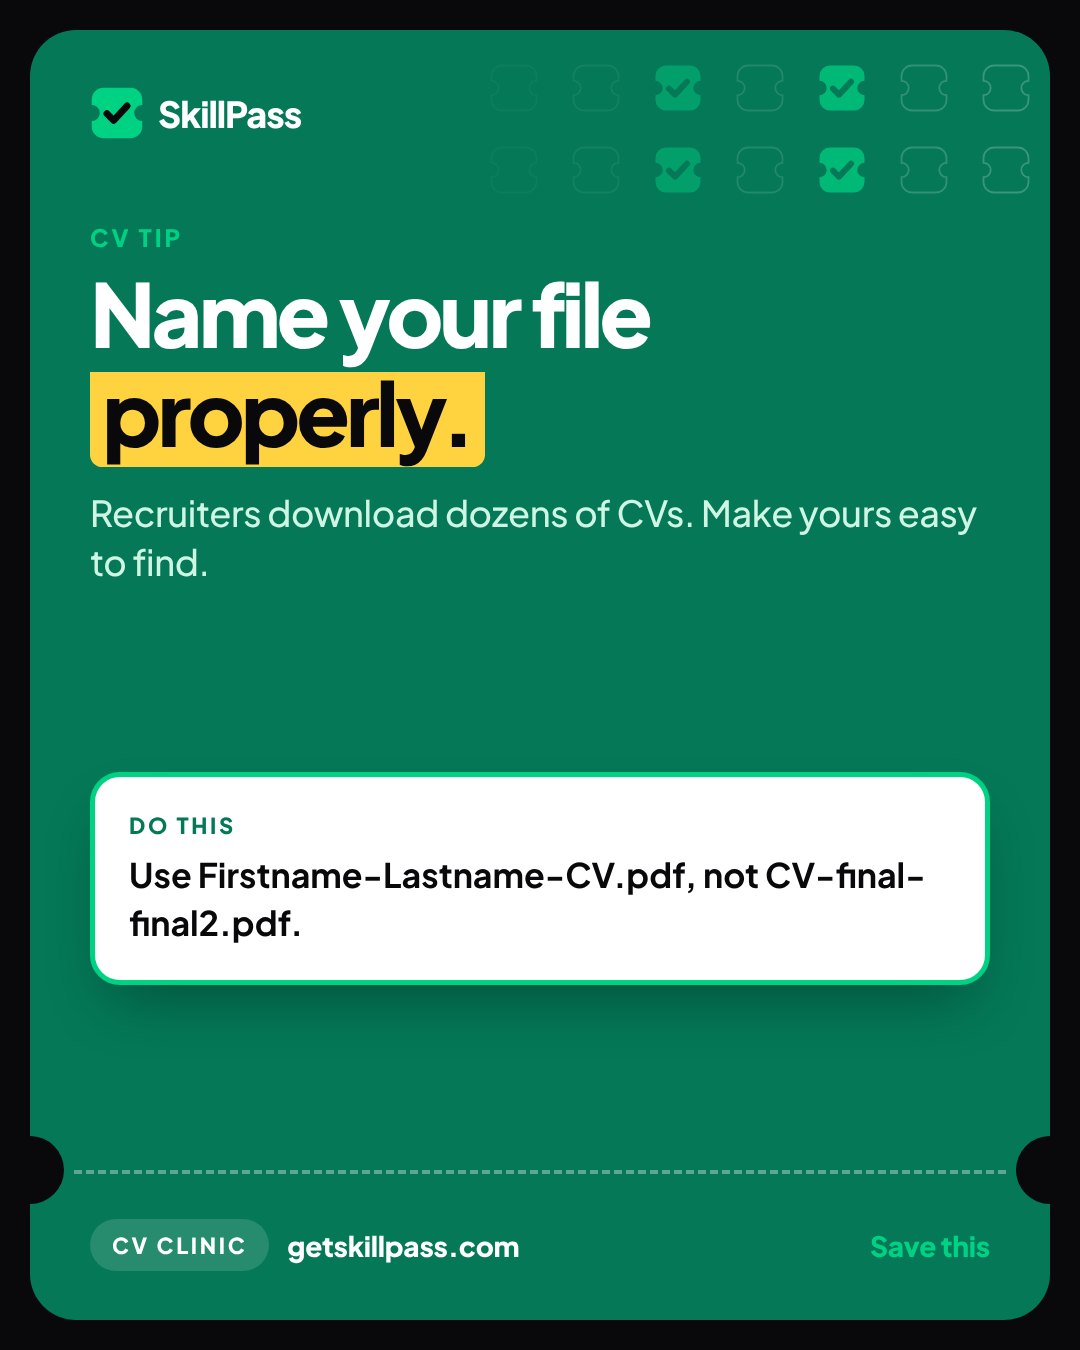 SkillPass
CV TIP
Name your file
properly.
Recruiters download dozens of CVs. Make yours easy
to find.
DO THIS
Use Firstname-Lastname-CV.pdf, not CV-final-
final2.pdf.
CV CLINIC getskillpass.com Save this